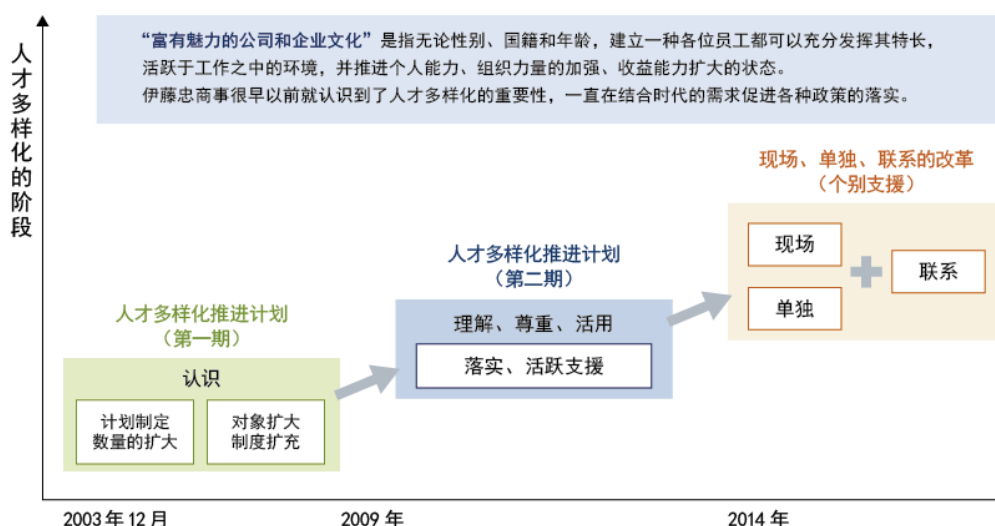 人才多样化的阶段
“富有魅力的公司和企业文化”是指无论性别、国籍和年龄，建立一种各位员工都可以充分发挥其特长，
活跃于工作之中的环境，并推进个人能力、组织力量的加强、收益能力扩大的状态。
伊藤忠商事很早以前就认识到了人才多样化的重要性，一直在结合时代的需求促进各种政策的落实。
人才多样化推进计划
（第一期）
认识
计划制定
数量的扩大
对象扩大
制度扩充
人才多样化推进计划
（第二期）
理解、尊重、活用
落实、活跃支援
现场、单独、联系的改革
（个别支援）
现场
单独
联系
2003年12月
2009年
2014年